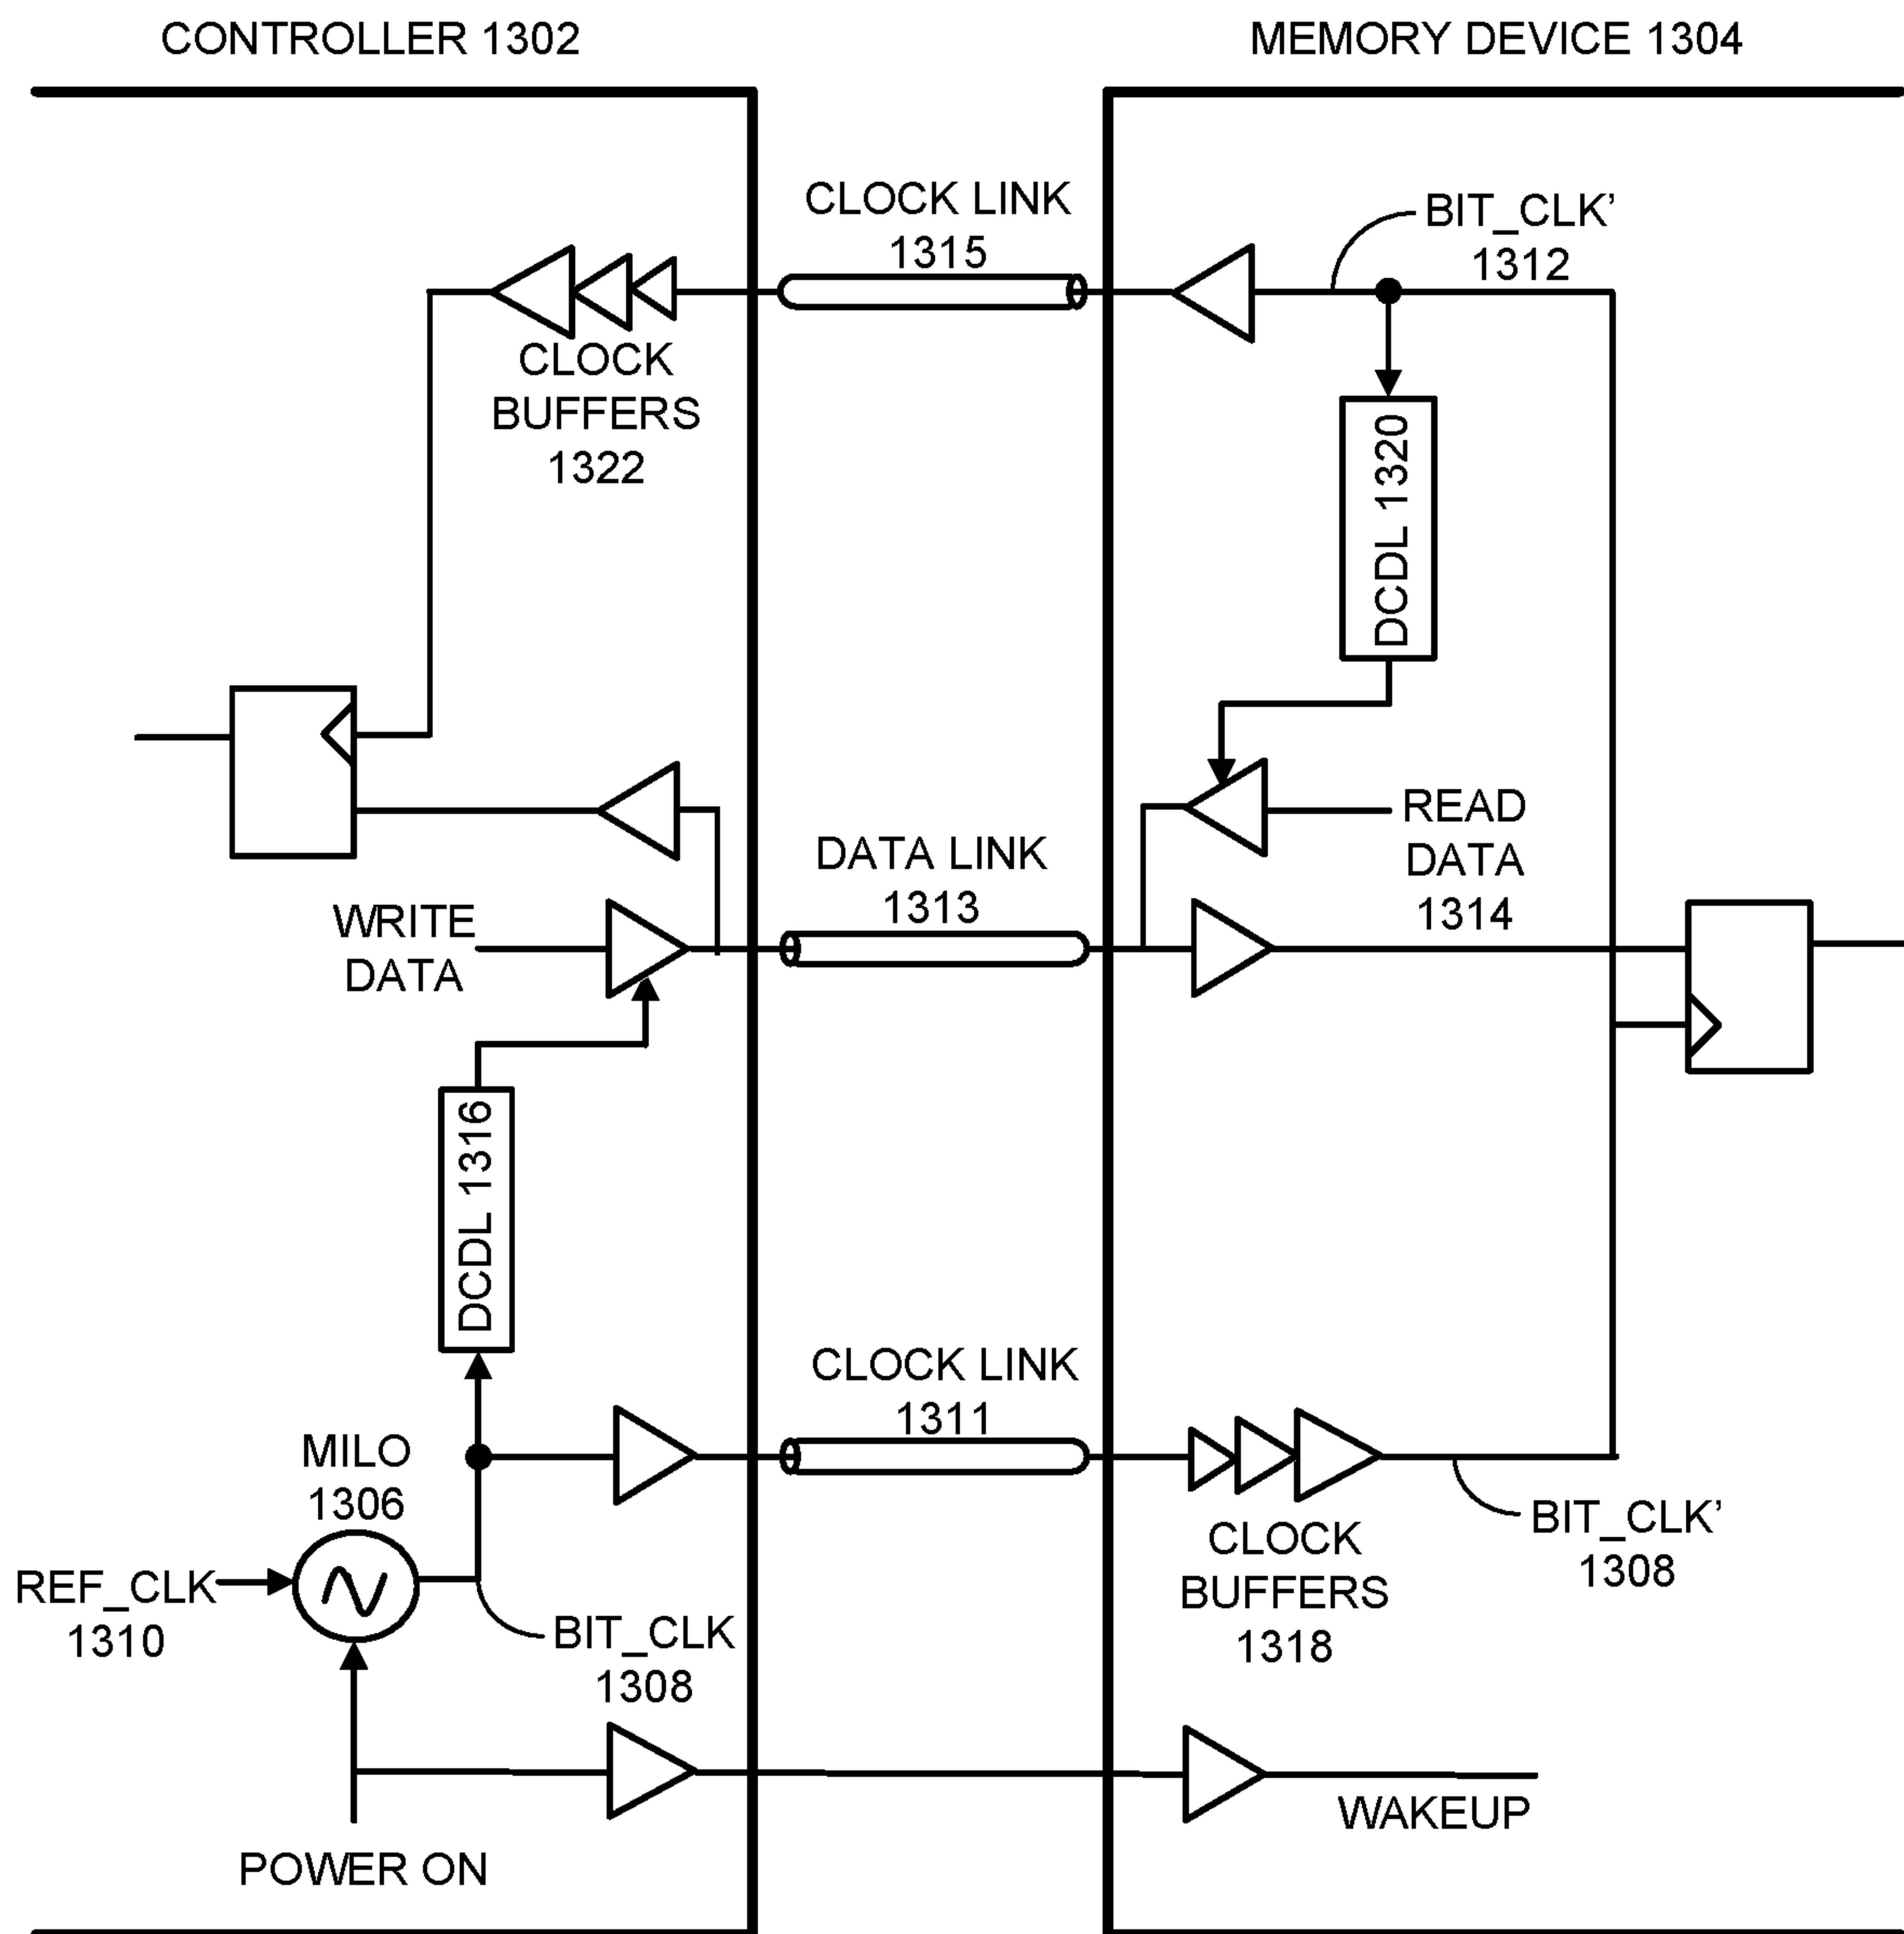 CONTROLLER 1302
MEMORY DEVICE 1304
CLOCK LINK
1315
BIT_CLK’
1312
CLOCK
BUFFERS
1322
DCDL 1320
READ
DATA
1314
DATA LINK
1313
WRITE
DATA
DCDL 1316
CLOCK LINK
1311
MILO
1306
REF_CLK
1310
BIT_CLK
1308
CLOCK
BUFFERS
1318
BIT_CLK’
1308
WAKEUP
POWER ON